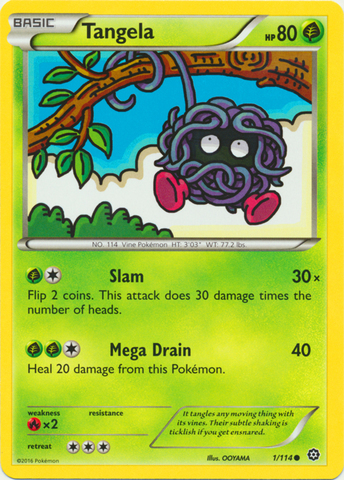 BASIC
Tangela HP 80
NO. 114 Vine Pokémon. HT: 3'03" WT: 77.2 lbs.
Slam 30×
Flip 2 coins. This attack does 30 damage times
the number of heads.
Mega Drain 40
Heal 20 damage from this Pokémon.
weakness resistance
×2
retreat
It tangles any moving thing with
its vines. Their subtle shaking is
ticklish if you get ensnared.
©2016 Pokémon Illus. OOYAMA 1/114